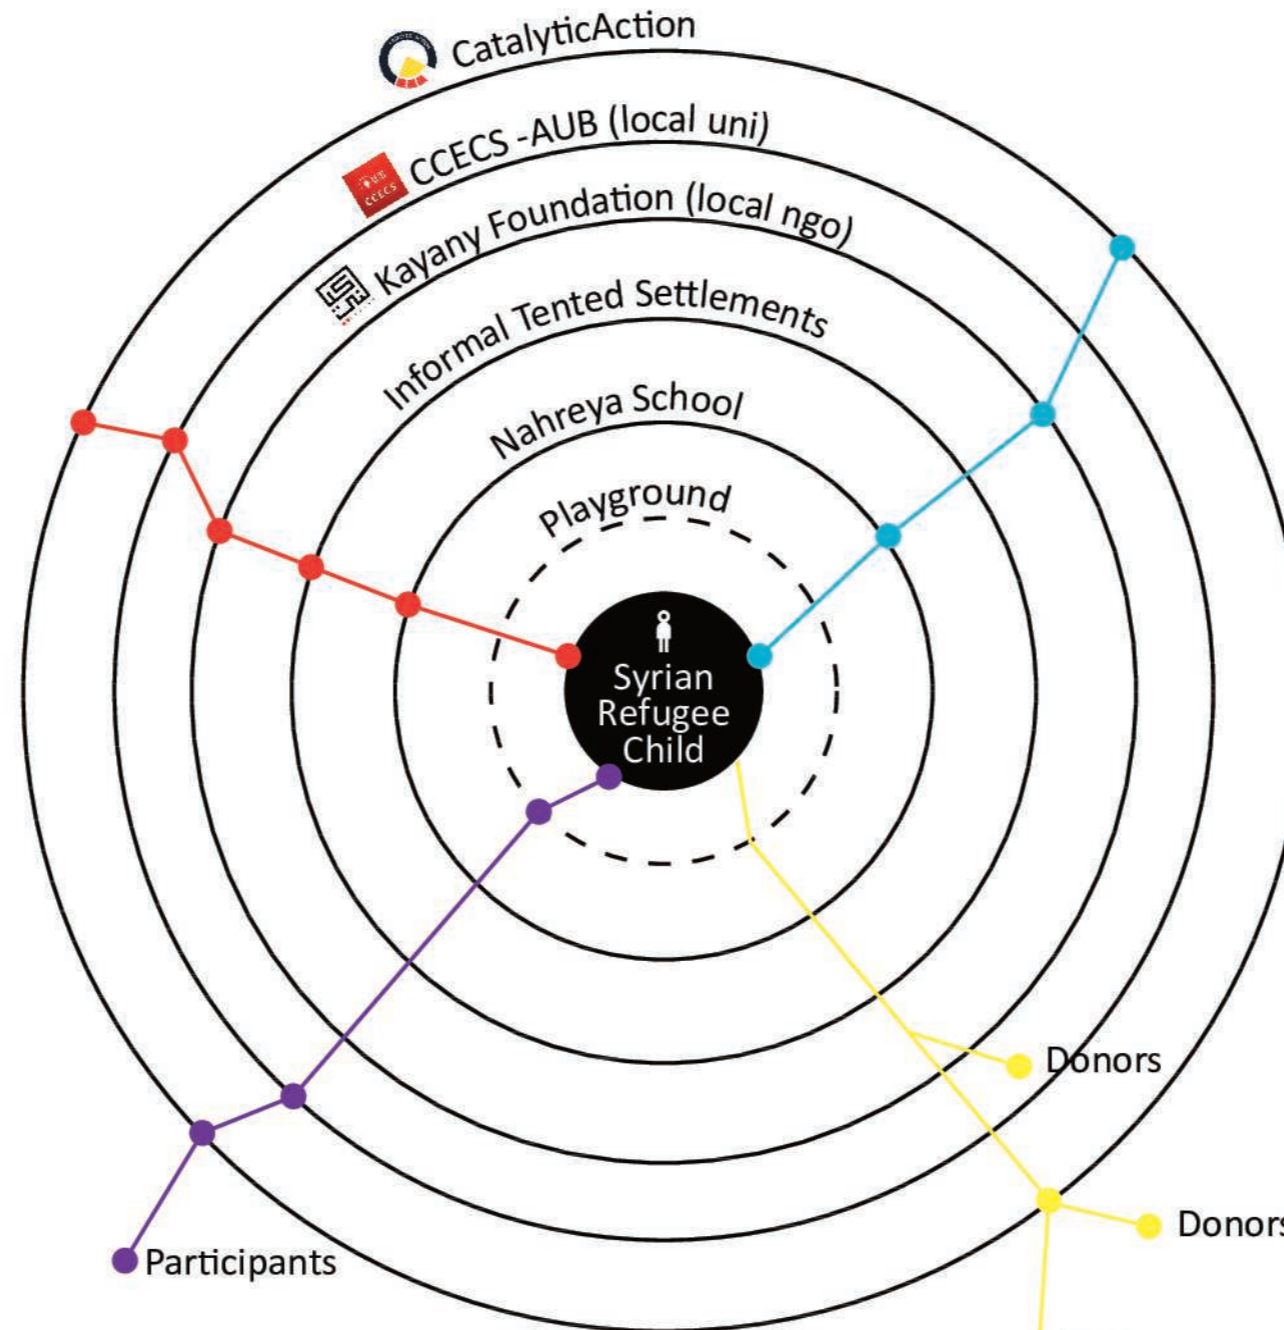 CatalyticAction
CCECS -AUB (local uni)
CCECS
Kayany Foundation (local ngo)
Informal Tented Settlements
Nahreya School
Playground
Syrian
Refugee
Child
Donors
Donors
Participants